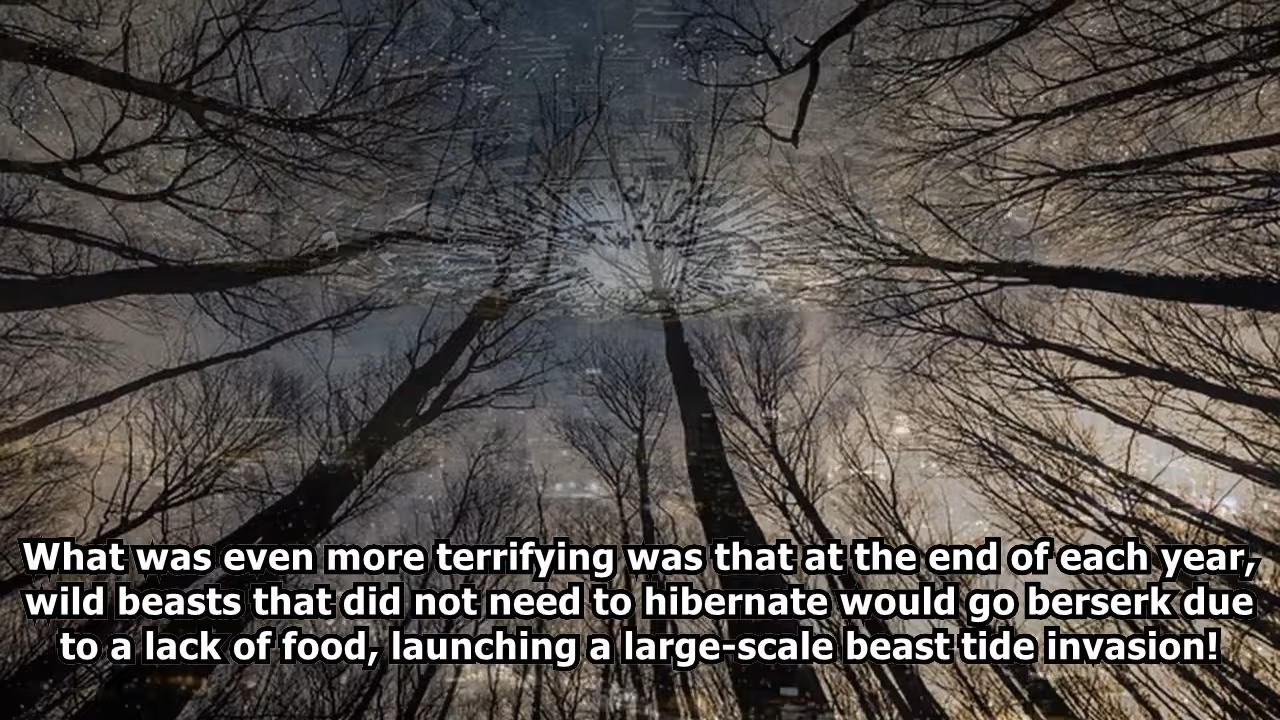 What was even more terrifying was that at the end of each year,
wild beasts that did not need to hibernate would go berserk due
to a lack of food, launching a large-scale beast tide invasion!